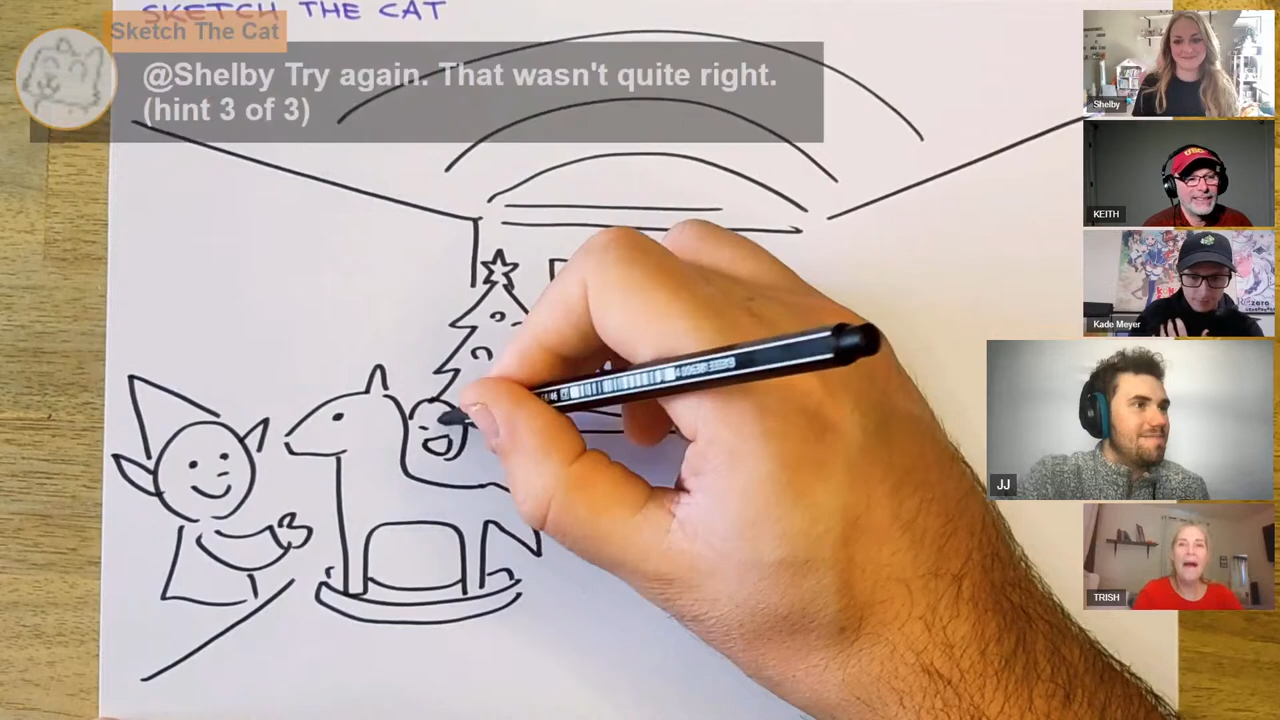 SKETCH THE CAT
Sketch The Cat
@Shelby Try again. That wasn't quite right.
(hint 3 of 3)
Shelby
KEITH
Kade Meyer
JJ
TRISH